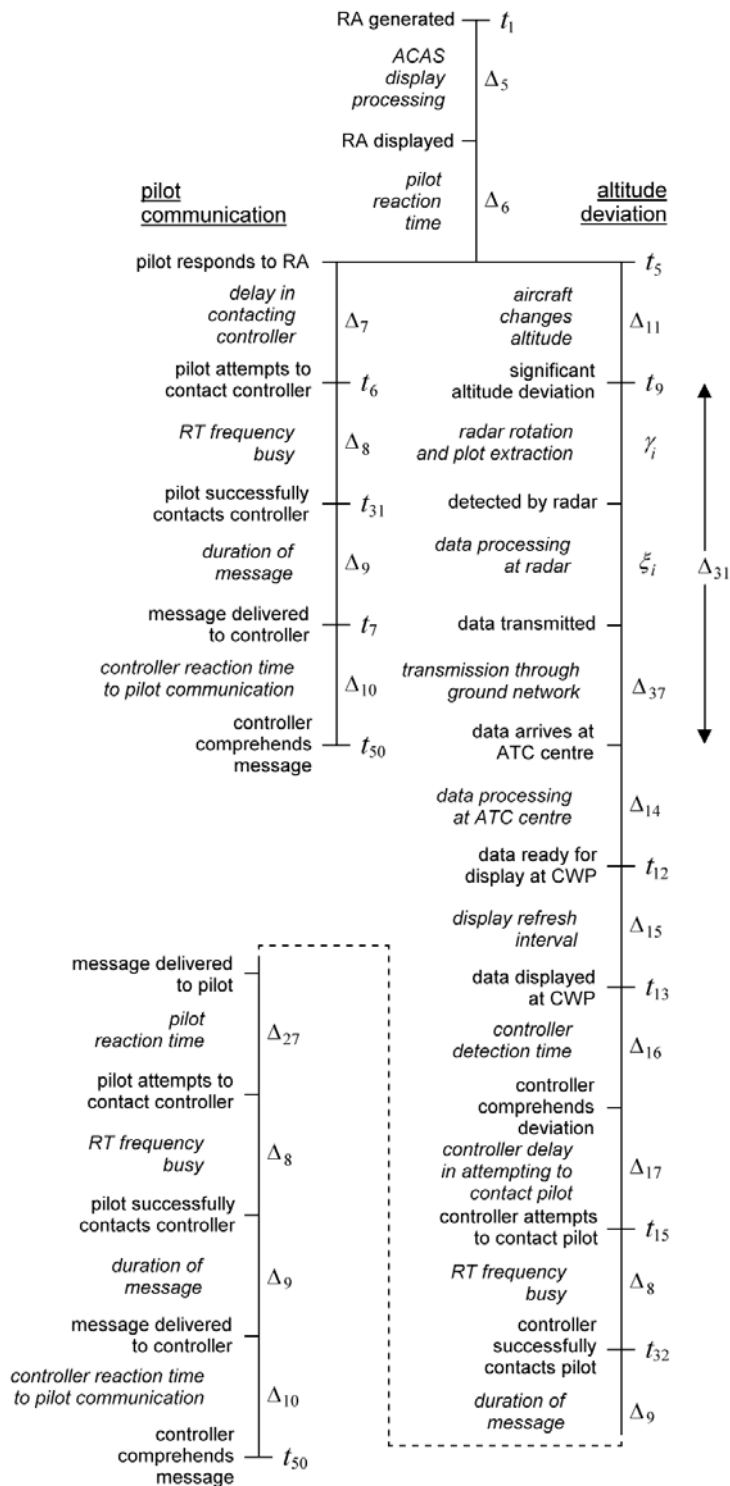 RA generated
t1
ACAS
display
processing
Δ5
RA displayed
pilot
reaction
time
Δ6
pilot
communication
altitude
deviation
pilot responds to RA
t5
delay in
contacting
controller
Δ7
pilot attempts to
contact controller
t6
RT frequency
busy
Δ8
pilot successfully
contacts controller
t31
duration of
message
Δ9
message delivered
to controller
t7
controller reaction time
to pilot communication
Δ10
controller
comprehends
message
t50
aircraft
changes
altitude
Δ11
significant
altitude deviation
t9
radar rotation
and plot extraction
γi
detected by radar
data processing
at radar
ξi
Δ31
data transmitted
transmission through
ground network
Δ37
data arrives at
ATC centre
data processing
at ATC centre
Δ14
data ready for
display at CWP
t12
display refresh
interval
Δ15
data displayed
at CWP
t13
controller
detection time
Δ16
controller
comprehends
deviation
controller delay
in attempting to
contact pilot
Δ17
controller attempts
to contact pilot
t15
RT frequency
busy
Δ8
controller
successfully
contacts pilot
t32
duration of
message
Δ9
message delivered
to pilot
pilot
reaction time
Δ27
pilot attempts to
contact controller
RT frequency
busy
Δ8
pilot successfully
contacts controller
duration of
message
Δ9
message delivered
to controller
controller reaction time
to pilot communication
Δ10
controller
comprehends
message
t50